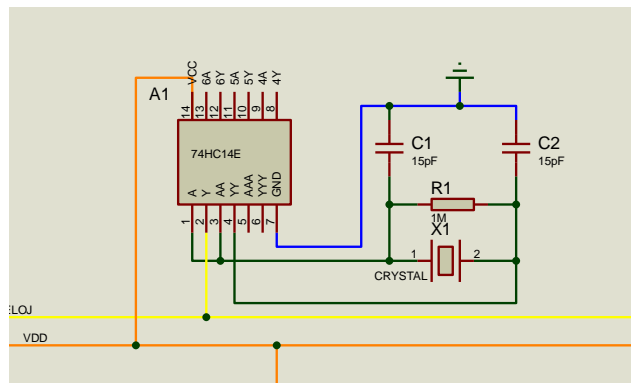 VCC
6A
6Y
5A
5Y
4A
4Y
A1
14
13
12
11
10
9
8
74HC14E
A
Y
AA
YY
AAA
YYY
GND
1
2
3
4
5
6
7
C1
15pF
C2
15pF
R1
1M
X1
1
2
CRYSTAL
ELOJ
VDD